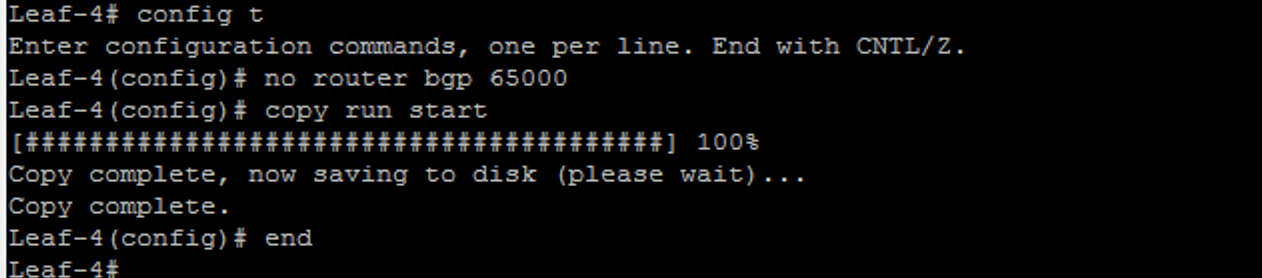 Leaf-4# config t
Enter configuration commands, one per line. End with CNTL/Z.
Leaf-4(config)# no router bgp 65000
Leaf-4(config)# copy run start
[########################################] 100%
Copy complete, now saving to disk (please wait)...
Copy complete.
Leaf-4(config)# end
Leaf-4#